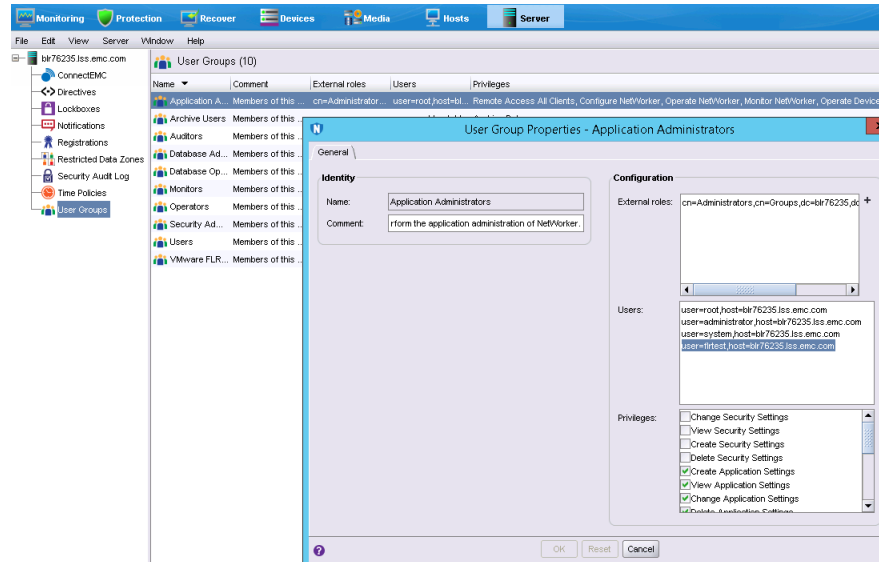 Monitoring Protection Recover Devices Media Hosts Server
File Edit View Server Window Help
blr76235.lss.emc.com
ConnectEMC
Directives
Lockboxes
Notifications
Registrations
Restricted Data Zones
Security Audit Log
Time Policies
User Groups
User Groups (10)
Name Comment External roles Users Privileges
Application A... Members of this ... cn=Administrator... user=root,host=bl... Remote Access All Clients, Configure NetWorker, Operate NetWorker, Monitor NetWorker, Operate Device
Archive Users Members of this ..
Auditors Members of this ..
Database Ad... Members of this ..
Database Op... Members of this ..
Monitors Members of this ..
Operators Members of this ..
Security Ad... Members of this ..
Users Members of this ..
VMware FLR... Members of this ..
User Group Properties - Application Administrators
General
Identity
Name: Application Administrators
Comment: rform the application administration of NetWorker.
Configuration
External roles: cn=Administrators,cn=Groups,dc=blr76235,dc
Users: user=root,host=blr76235.lss.emc.com
user=administrator,host=blr76235.lss.emc.com
user=system,host=blr76235.lss.emc.com
user=flrtest,host=blr76235.lss.emc.com
Privileges: Change Security Settings
View Security Settings
Create Security Settings
Delete Security Settings
Create Application Settings
View Application Settings
Change Application Settings
Delete Application Settings
OK Reset Cancel